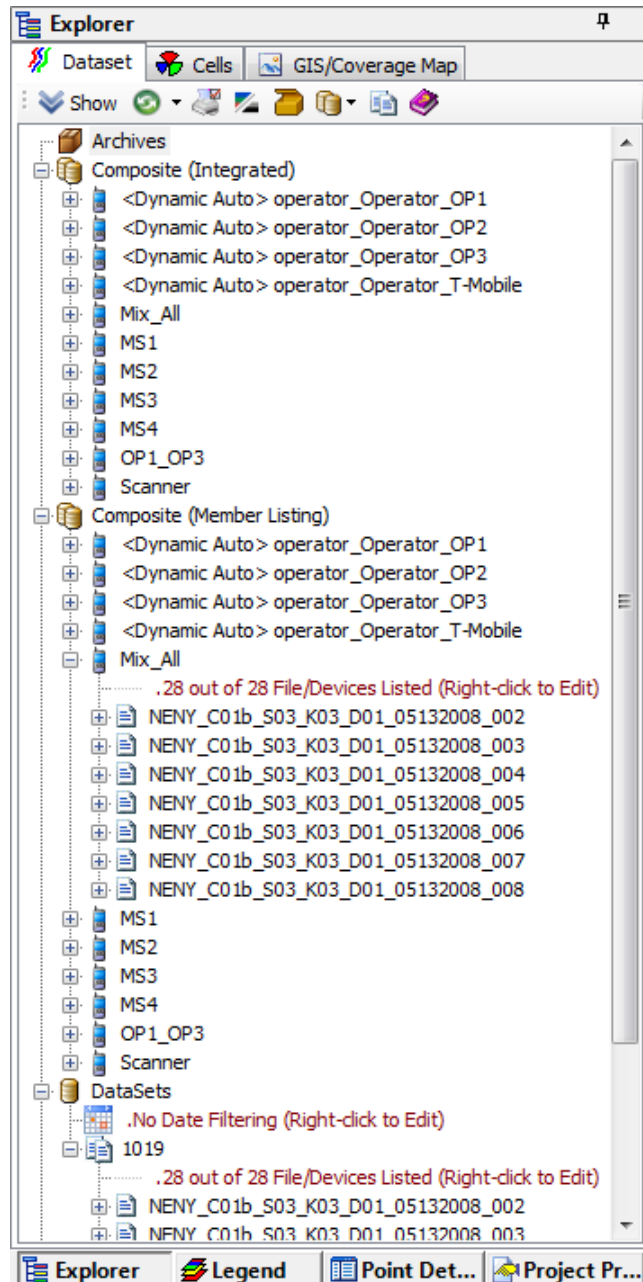 Explorer
Dataset Cells GIS/Coverage Map
Show
Archives
Composite (Integrated)
<Dynamic Auto> operator_Operator_OP1
<Dynamic Auto> operator_Operator_OP2
<Dynamic Auto> operator_Operator_OP3
<Dynamic Auto> operator_Operator_T-Mobile
Mix_All
MS1
MS2
MS3
MS4
OP1_OP3
Scanner
Composite (Member Listing)
<Dynamic Auto> operator_Operator_OP1
<Dynamic Auto> operator_Operator_OP2
<Dynamic Auto> operator_Operator_OP3
<Dynamic Auto> operator_Operator_T-Mobile
Mix_All
.28 out of 28 File/Devices Listed (Right-click to Edit)
NENY_C01b_S03_K03_D01_05132008_002
NENY_C01b_S03_K03_D01_05132008_003
NENY_C01b_S03_K03_D01_05132008_004
NENY_C01b_S03_K03_D01_05132008_005
NENY_C01b_S03_K03_D01_05132008_006
NENY_C01b_S03_K03_D01_05132008_007
NENY_C01b_S03_K03_D01_05132008_008
MS1
MS2
MS3
MS4
OP1_OP3
Scanner
DataSets
.No Date Filtering (Right-click to Edit)
1019
.28 out of 28 File/Devices Listed (Right-click to Edit)
NENY_C01b_S03_K03_D01_05132008_002
NENY_C01b_S03_K03_D01_05132008_003
Explorer Legend Point Det... Project Pr...